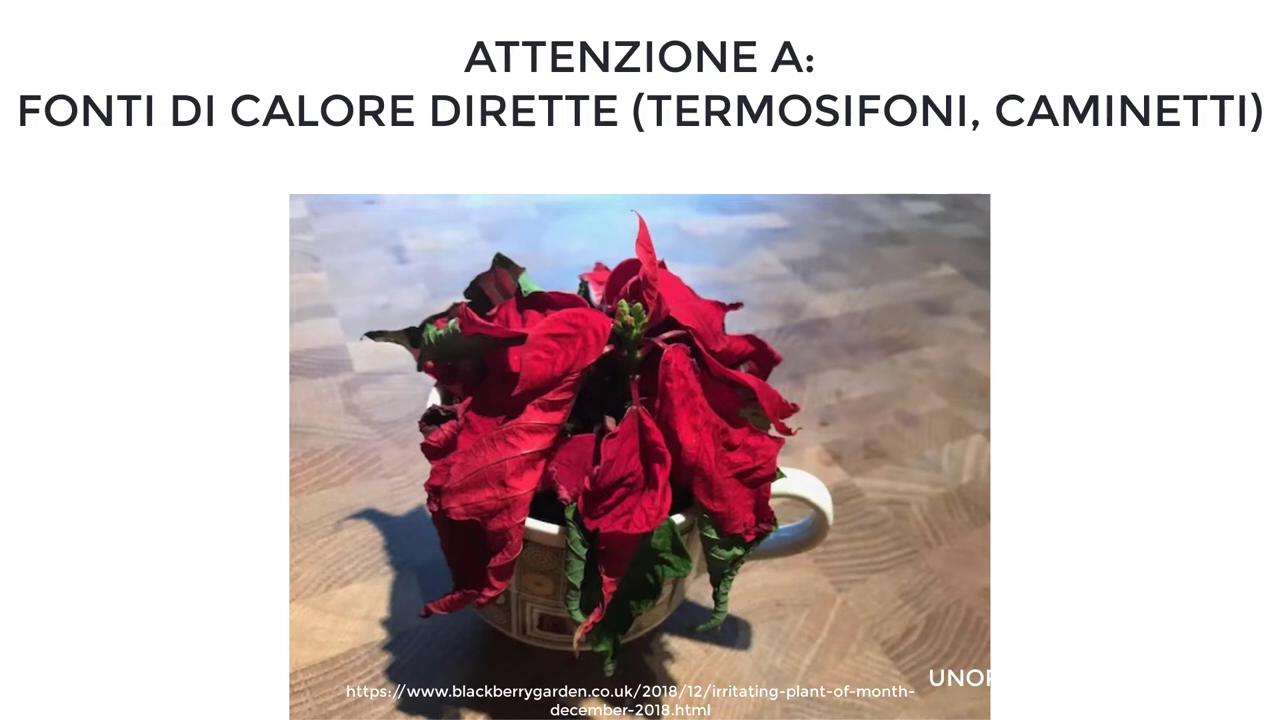 ATTENZIONE A:
FONTI DI CALORE DIRETTE (TERMOSIFONI, CAMINETTI)
UNOP
https://www.blackberrygarden.co.uk/2018/12/irritating-plant-of-month-
december-2018.html